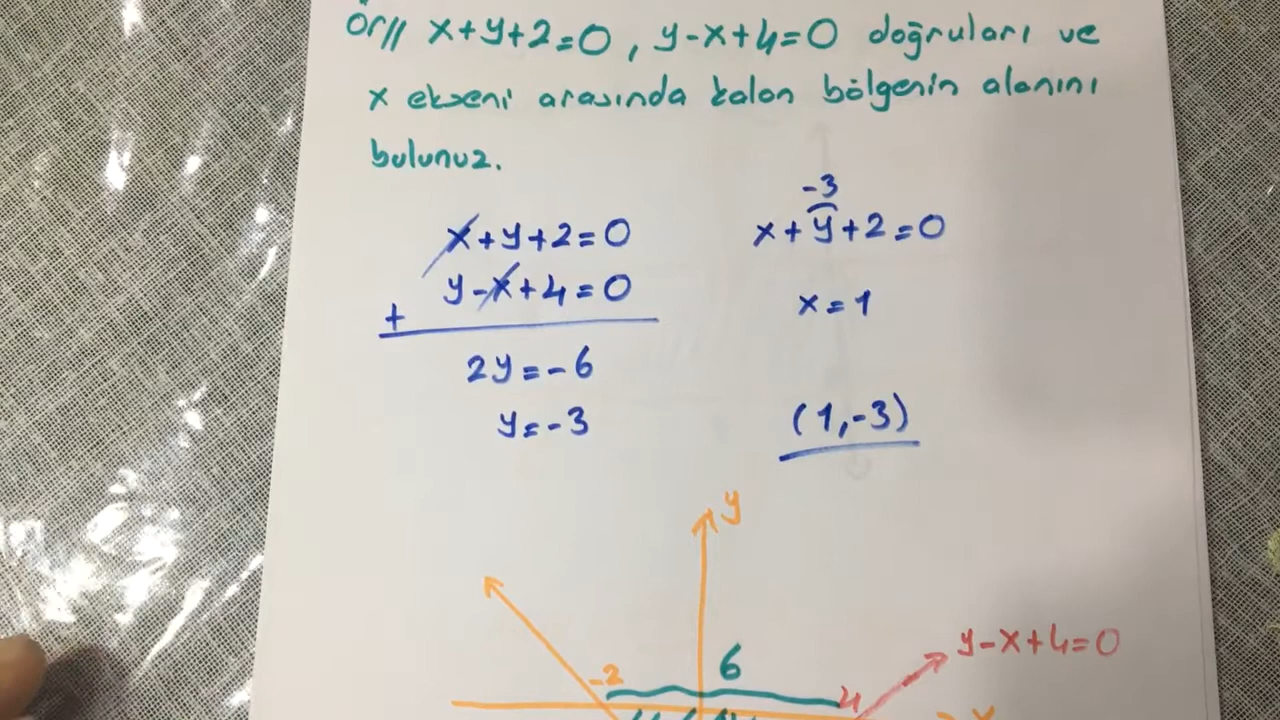 Ör// x+y+2=0, y-x+4=0 doğruları ve
x ekseni arasında kalan bölgenin alanını
bulunuz.
x+y+2=0
y-x+4=0
+
2y=-6
y=-3
-3
x+y+2=0
x=1
(1,-3)
y
y-x+4=0
-2
6
4
x